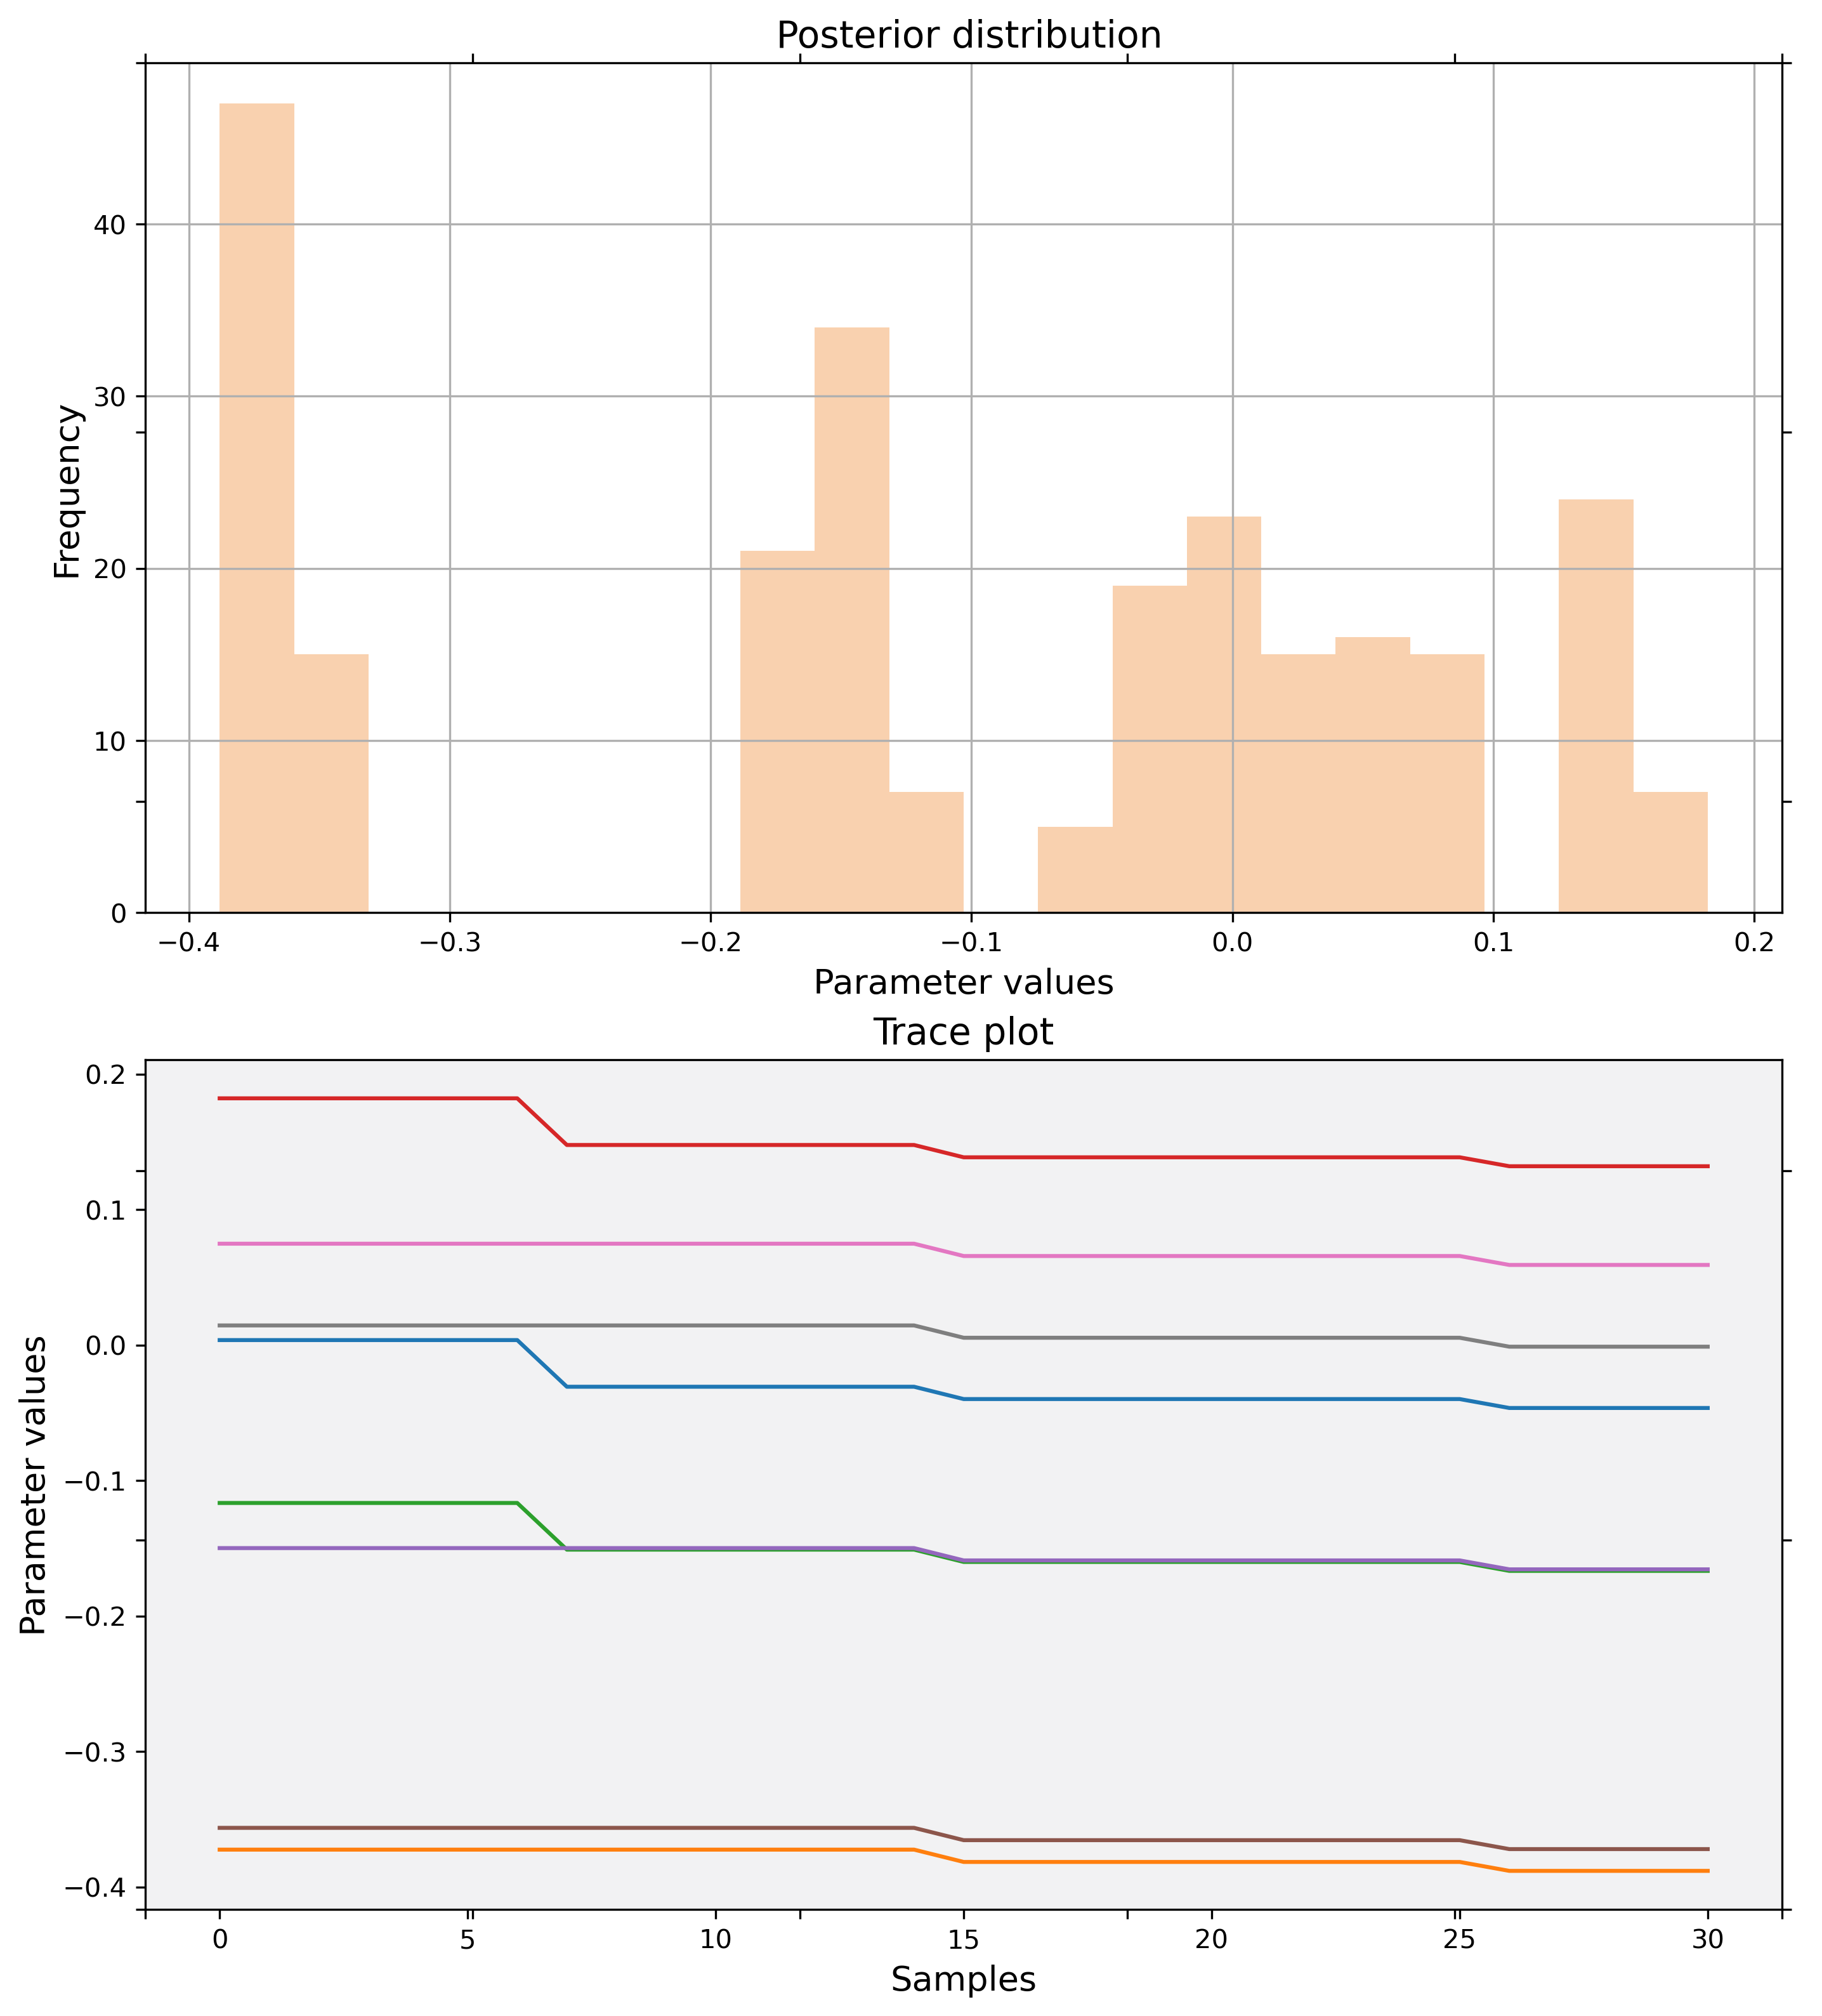 Posterior distribution
40
30
20
10
0
Frequency
−0.4 −0.3 −0.2 −0.1 0.0 0.1 0.2
Parameter values
Trace plot
0.2
0.1
0.0
−0.1
−0.2
−0.3
−0.4
Parameter values
0 5 10 15 20 25 30
Samples